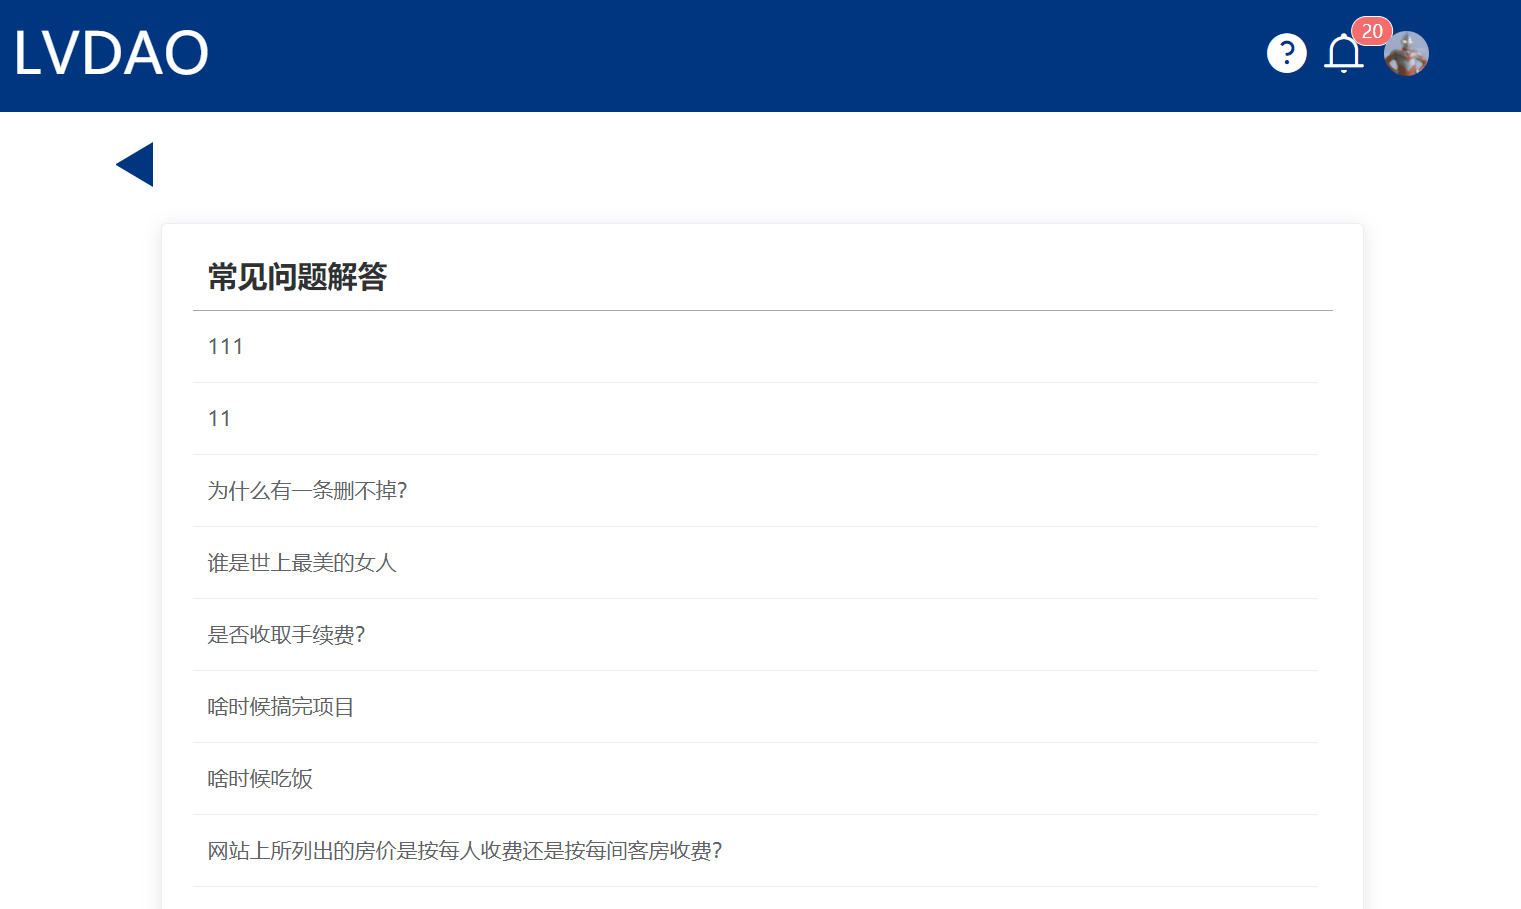 LVDAO
?
20
常见问题解答
111
11
为什么有一条删不掉?
谁是世上最美的女人
是否收取手续费?
啥时候搞完项目
啥时候吃饭
网站上所列出的房价是按每人收费还是按每间客房收费?